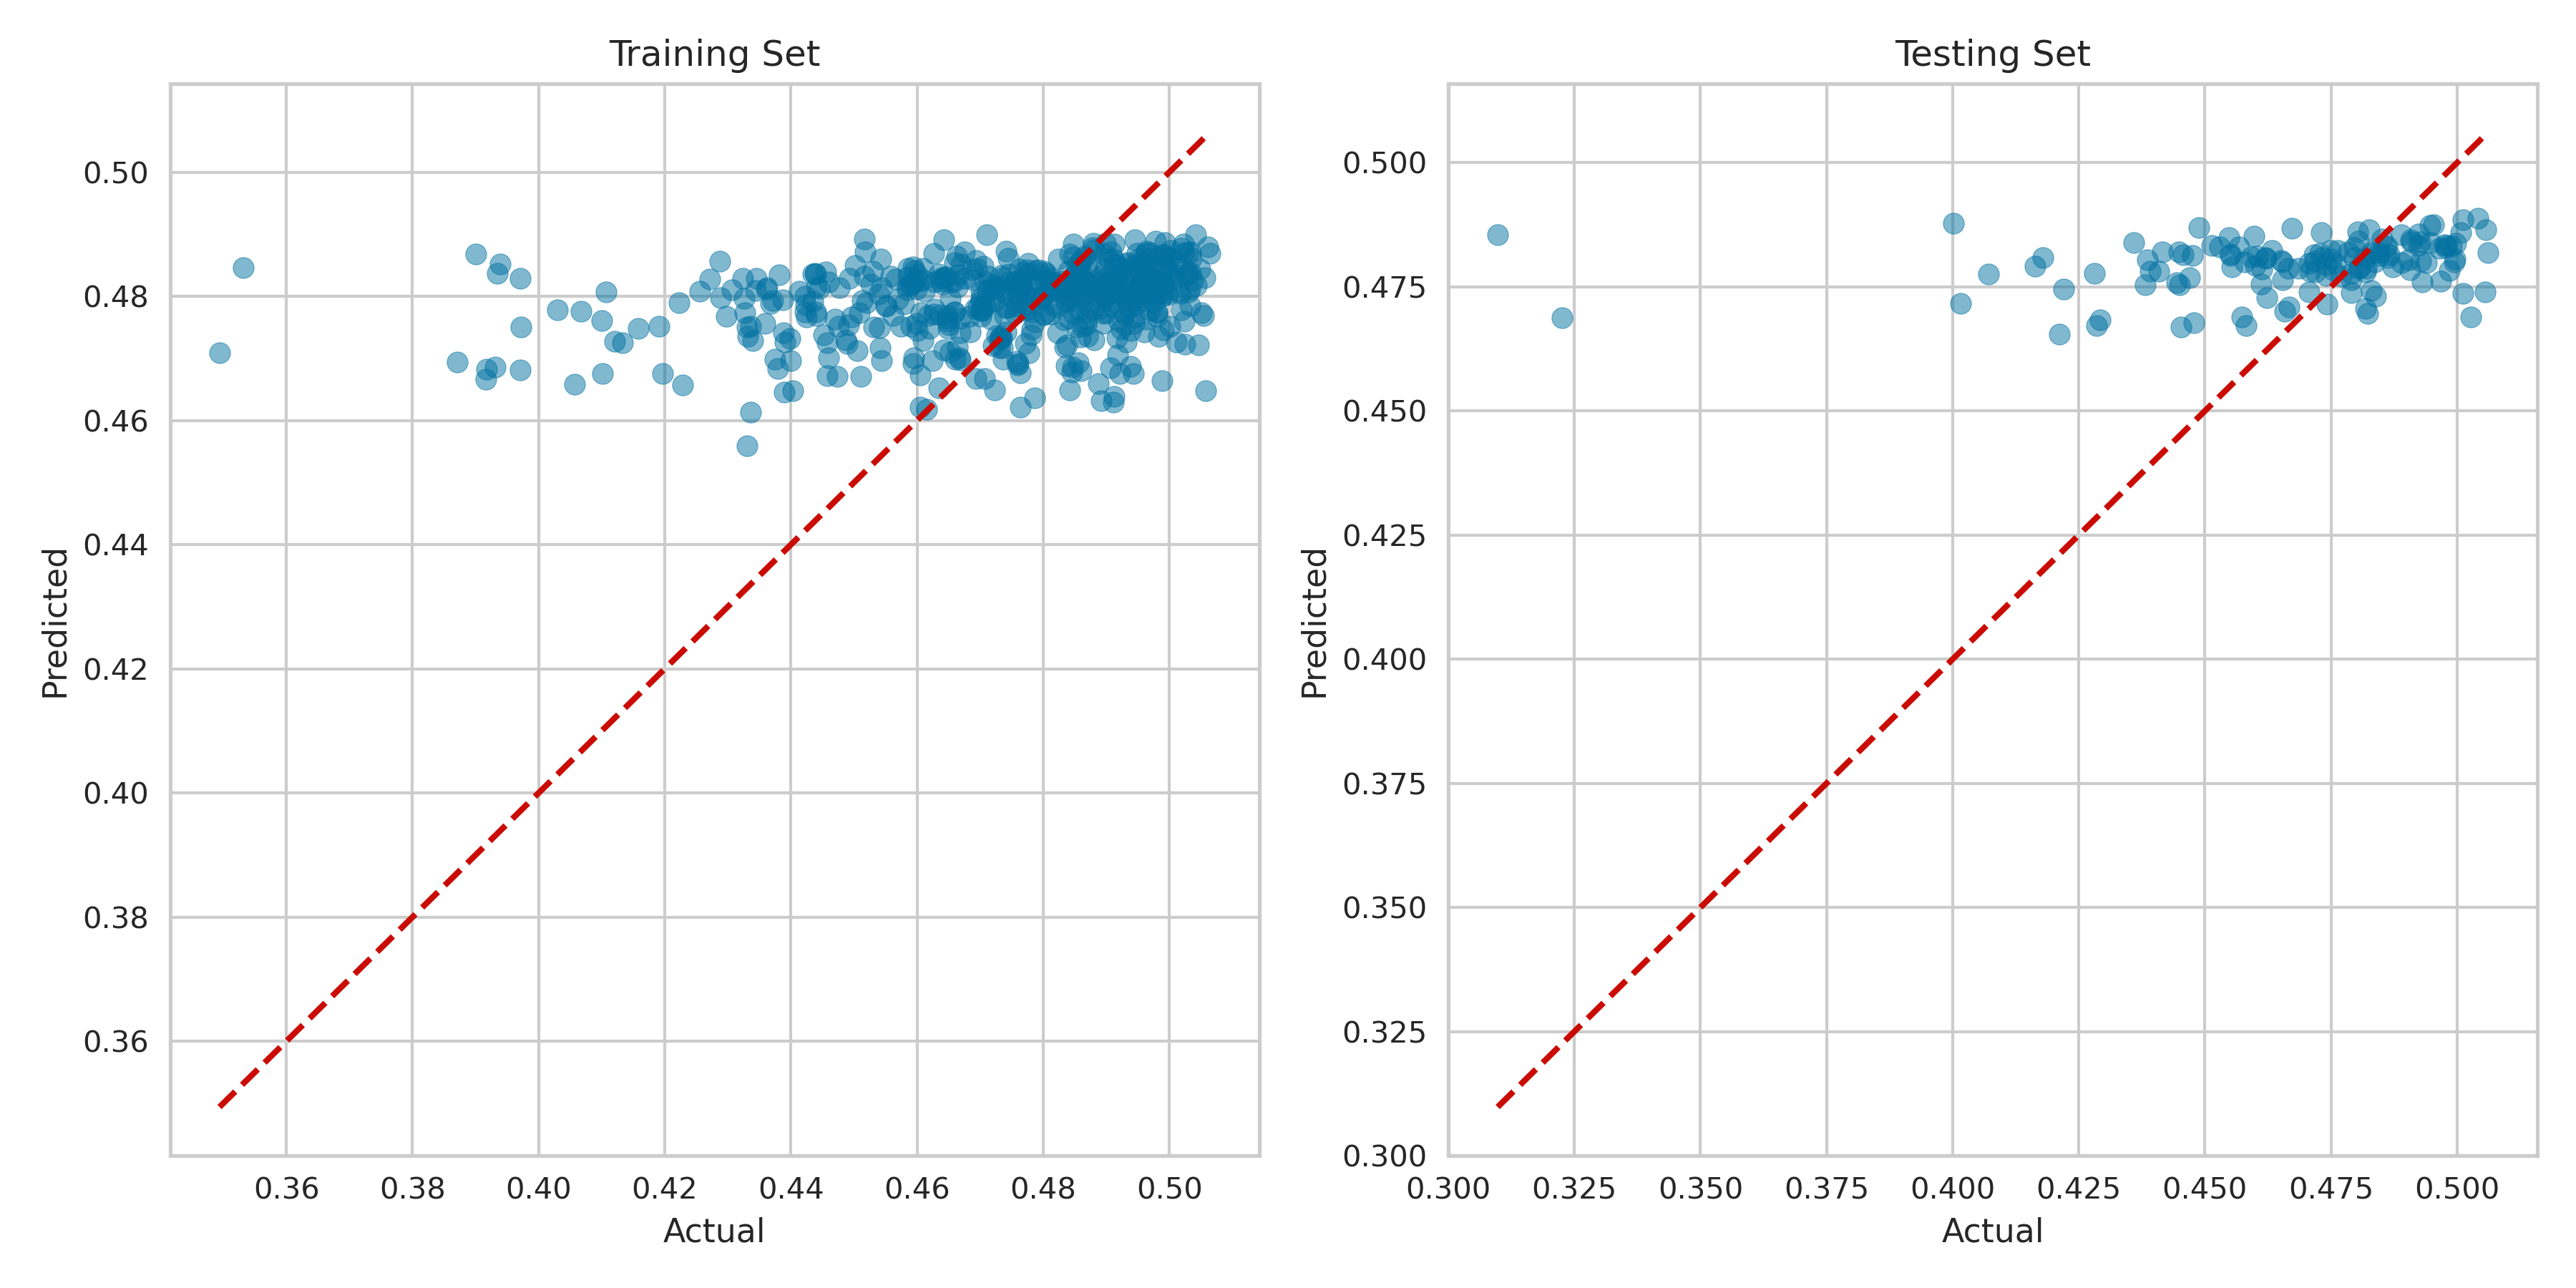 Training Set
Testing Set
Predicted
0.50
0.48
0.46
0.44
0.42
0.40
0.38
0.36
0.36 0.38 0.40 0.42 0.44 0.46 0.48 0.50
Actual
Predicted
0.500
0.475
0.450
0.425
0.400
0.375
0.350
0.325
0.300
0.300 0.325 0.350 0.375 0.400 0.425 0.450 0.475 0.500
Actual